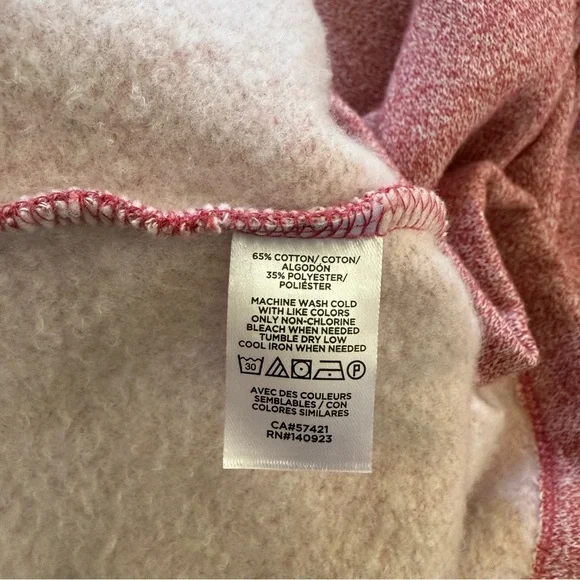 65% COTTON/ COTON/
ALGODÓN
35% POLYESTER/
POLIÉSTER
MACHINE WASH COLD
WITH LIKE COLORS
ONLY NON-CHLORINE
BLEACH WHEN NEEDED
TUMBLE DRY LOW
COOL IRON WHEN NEEDED
30 P
AVEC DES COULEURS
SEMBLABLES / CON
COLORES SIMILARES
CA#57421
RN#140923